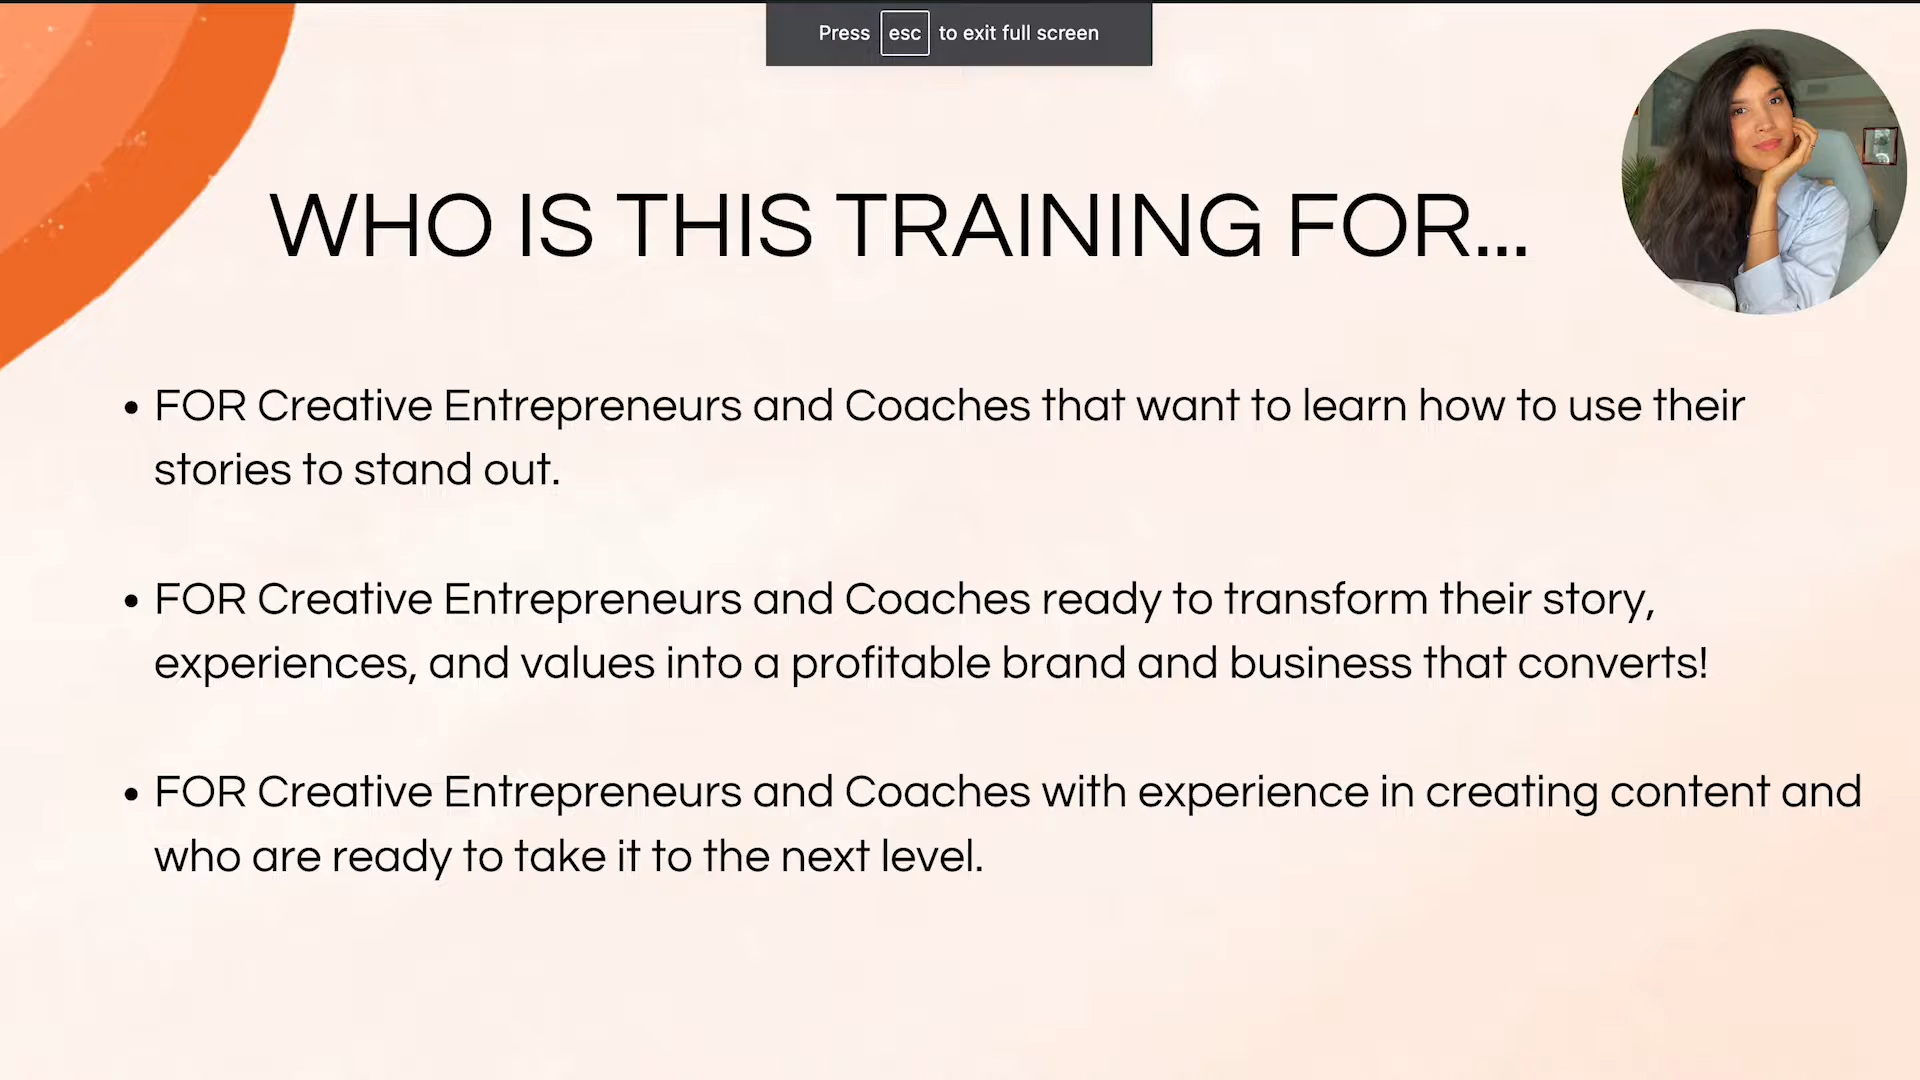 Press esc to exit full screen
WHO IS THIS TRAINING FOR...
• FOR Creative Entrepreneurs and Coaches that want to learn how to use their
stories to stand out.
• FOR Creative Entrepreneurs and Coaches ready to transform their story,
experiences, and values into a profitable brand and business that converts!
• FOR Creative Entrepreneurs and Coaches with experience in creating content and
who are ready to take it to the next level.